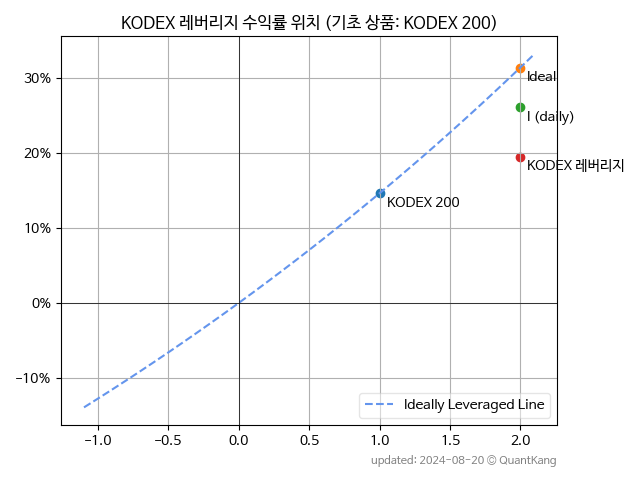 KODEX 레버리지 수익률 위치 (기초 상품: KODEX 200)
30%
20%
10%
0%
−10%
Ideal
I (daily)
KODEX 레버리지
KODEX 200
Ideally Leveraged Line
−1.0 −0.5 0.0 0.5 1.0 1.5 2.0
updated: 2024-08-20 © QuantKang